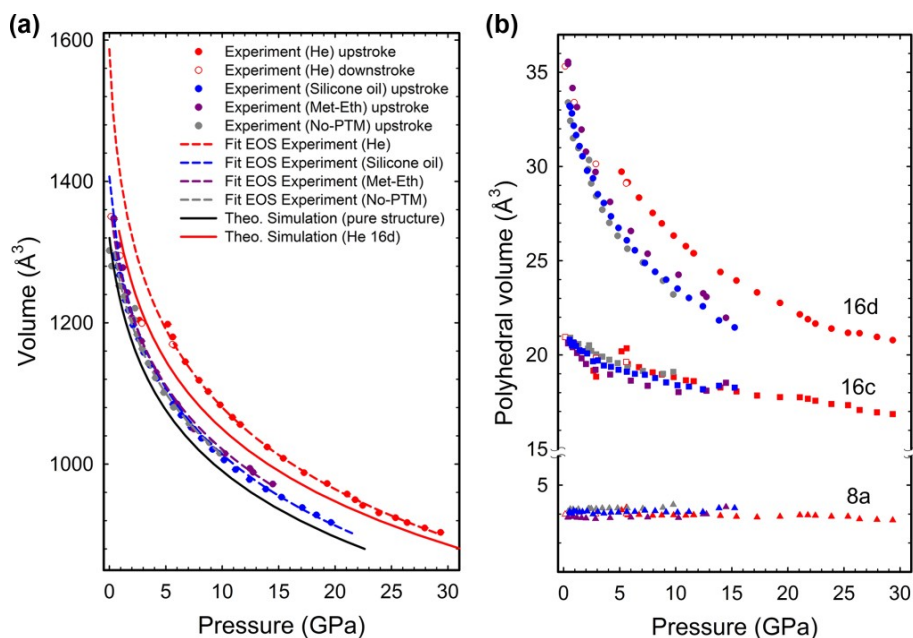 (a)
1600
1400
1200
1000
Volume (Å³)
0 5 10 15 20 25 30
Pressure (GPa)
Experiment (He) upstroke
Experiment (He) downstroke
Experiment (Silicone oil) upstroke
Experiment (Met-Eth) upstroke
Experiment (No-PTM) upstroke
Fit EOS Experiment (He)
Fit EOS Experiment (Silicone oil)
Fit EOS Experiment (Met-Eth)
Fit EOS Experiment (No-PTM)
Theo. Simulation (pure structure)
Theo. Simulation (He 16d)
(b)
35
30
25
20
15
5
Polyhedral volume (Å³)
16d
16c
8a
0 5 10 15 20 25 30
Pressure (GPa)